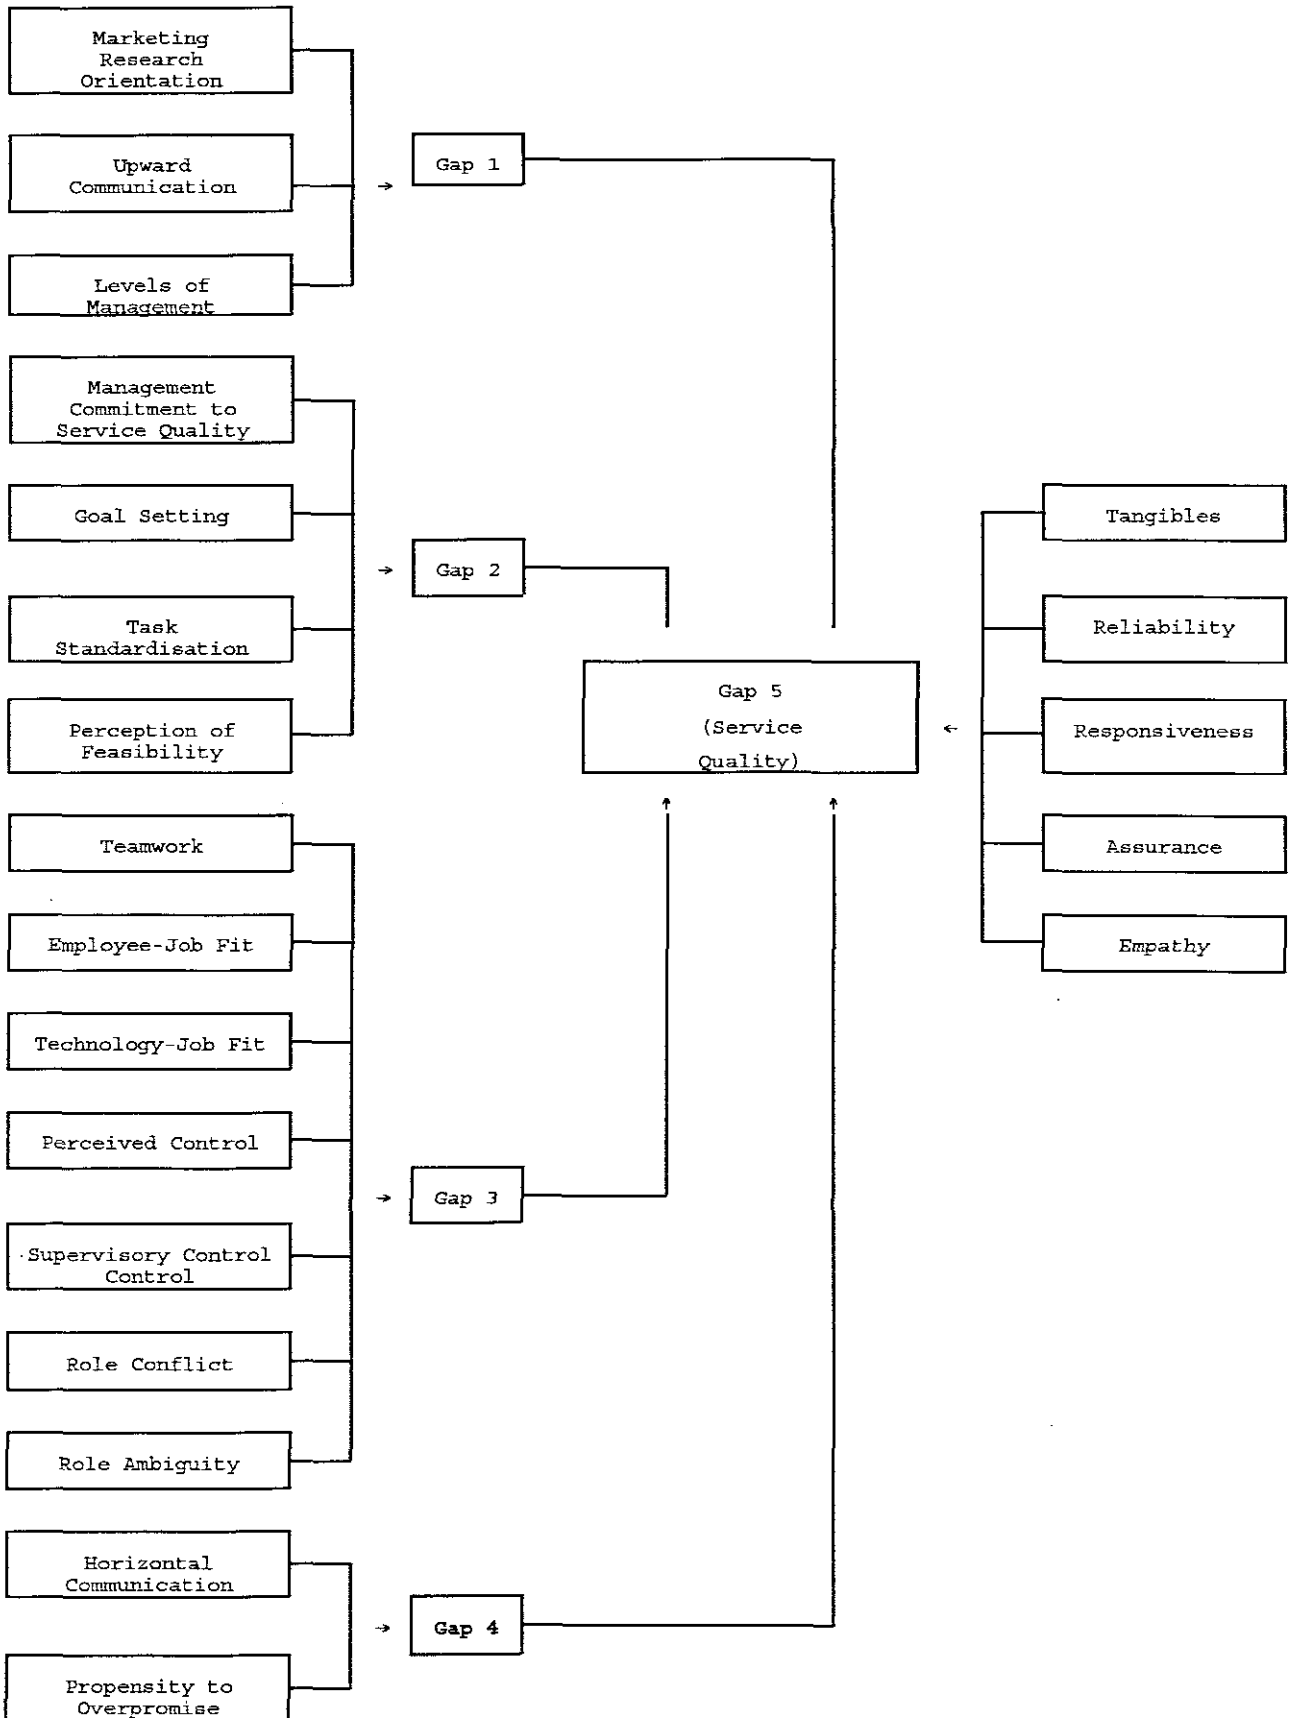 Marketing
Research
Orientation
Upward
Communication
Gap 1
Levels of
Management
Management
Commitment to
Service Quality
Goal Setting
Gap 2
Task
Standardisation
Perception of
Feasibility
Gap 5
(Service
Quality)
Tangibles
Reliability
Responsiveness
Assurance
Empathy
Teamwork
Employee-Job Fit
Technology-Job Fit
Perceived Control
Gap 3
Supervisory Control
Control
Role Conflict
Role Ambiguity
Horizontal
Communication
Gap 4
Propensity to
Overpromise